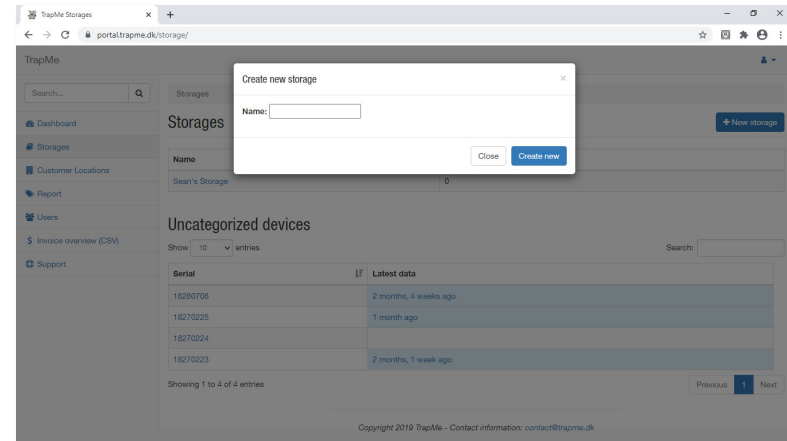 TrapMe Storages
portal.trapme.dk/storage/
TrapMe
Create new storage
Name:
Close Create new
Search...
Dashboard
Storages
Customer Locations
Report
Users
Invoice overview (CSV)
Support
Storages
Storages
+ New storage
Name
Sean's Storage 0
Uncategorized devices
Show 10 entries Search:
Serial Latest data
18260708 2 months, 4 weeks ago
18270225 1 month ago
18270224
18270223 2 months, 1 week ago
Showing 1 to 4 of 4 entries Previous 1 Next
Copyright 2019 TrapMe - Contact information: contact@trapme.dk